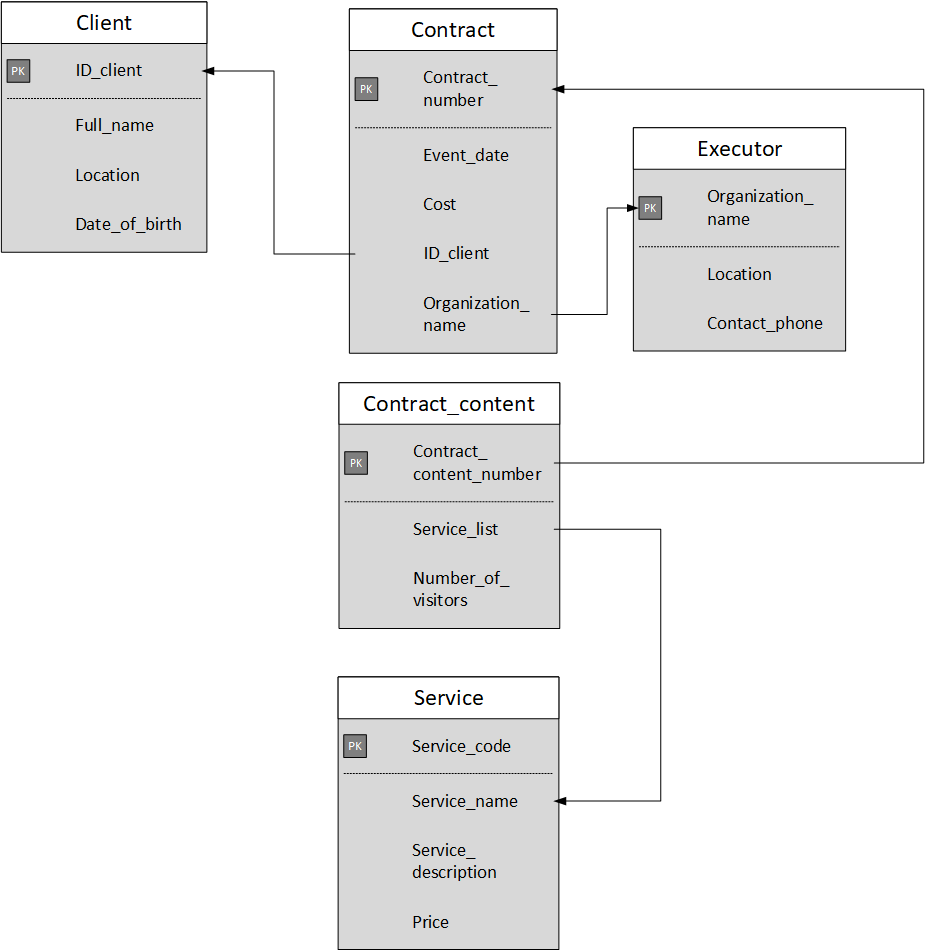 Client
PK
ID_client
Full_name
Location
Date_of_birth
Contract
PK
Contract_
number
Event_date
Cost
ID_client
Organization_
name
Executor
PK
Organization_
name
Location
Contact_phone
Contract_content
PK
Contract_
content_number
Service_list
Number_of_
visitors
Service
PK
Service_code
Service_name
Service_
description
Price